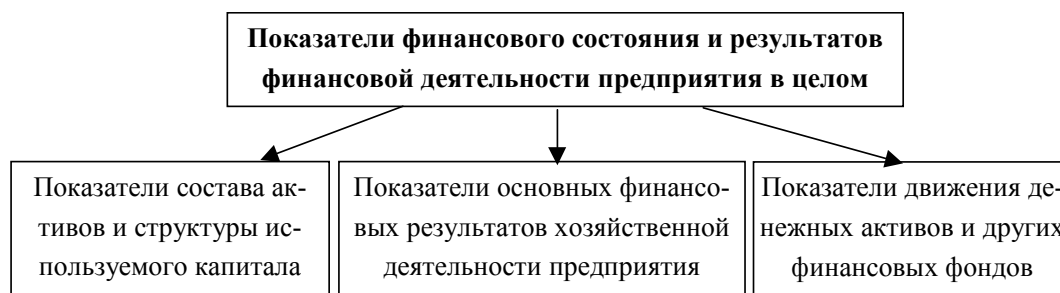 Показатели финансового состояния и результатов
финансовой деятельности предприятия в целом
Показатели состава ак-
тивов и структуры ис-
пользуемого капитала
Показатели основных финансо-
вых результатов хозяйственной
деятельности предприятия
Показатели движения де-
нежных активов и других
финансовых фондов